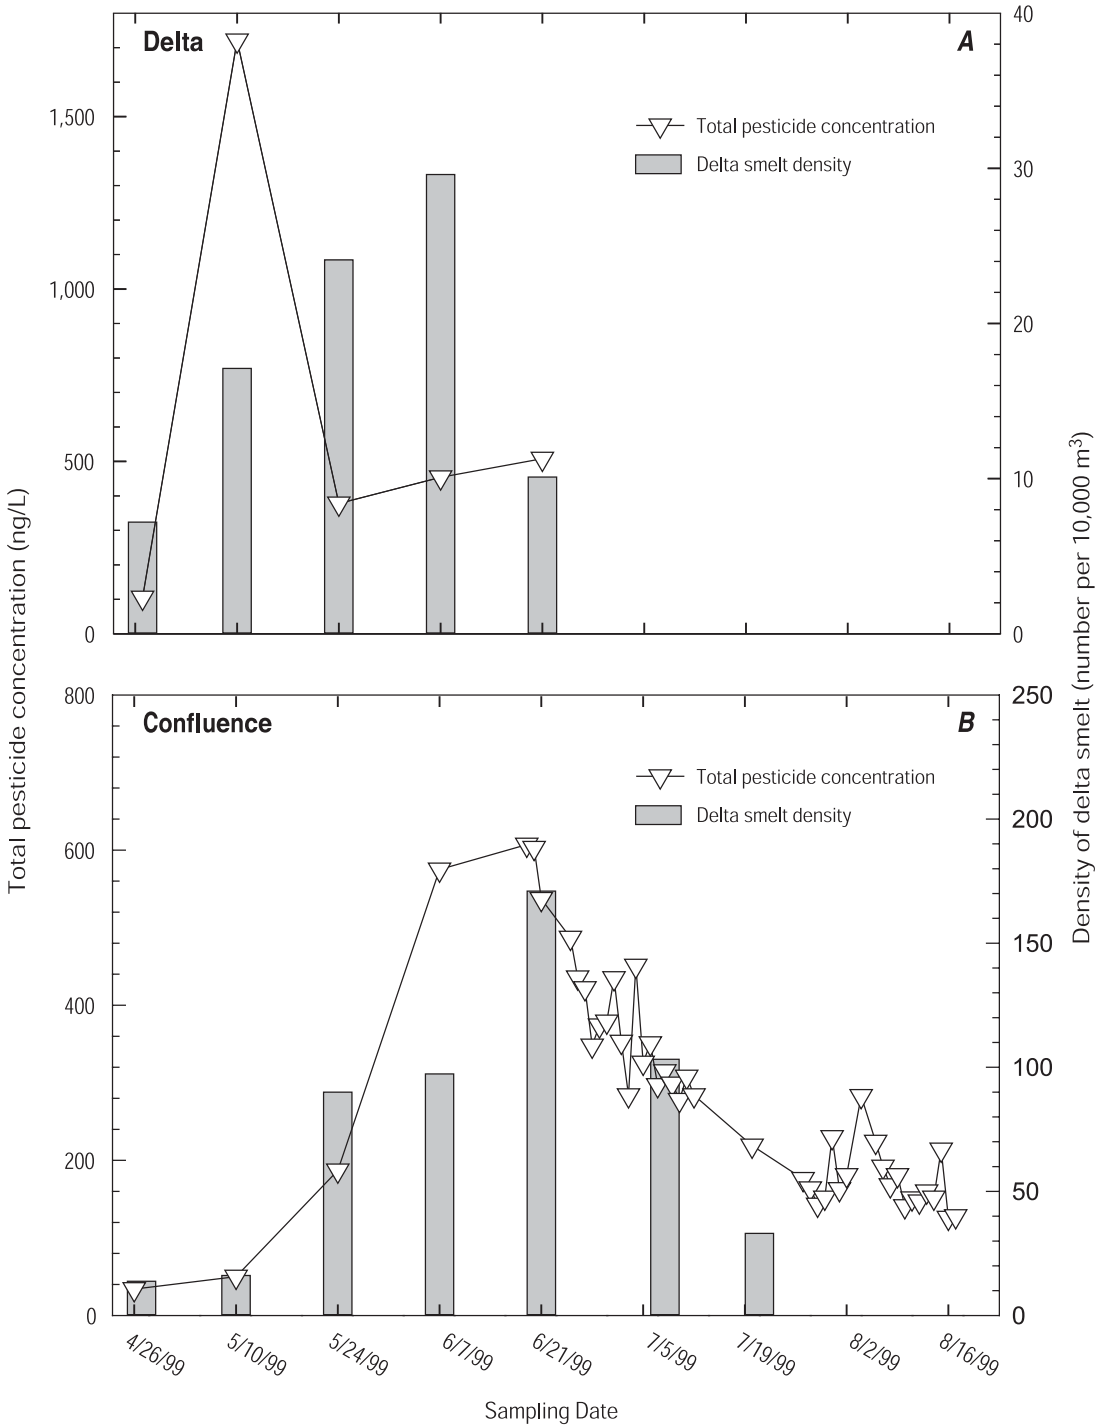 Delta
A
40
30
20
10
0
1,500
1,000
500
0
Total pesticide concentration
Delta smelt density
Total pesticide concentration (ng/L)
Density of delta smelt (number per 10,000 m³)
Confluence
B
800
600
400
200
0
250
200
150
100
50
0
Total pesticide concentration
Delta smelt density
4/26/99
5/10/99
5/24/99
6/7/99
6/21/99
7/5/99
7/19/99
8/2/99
8/16/99
Sampling Date